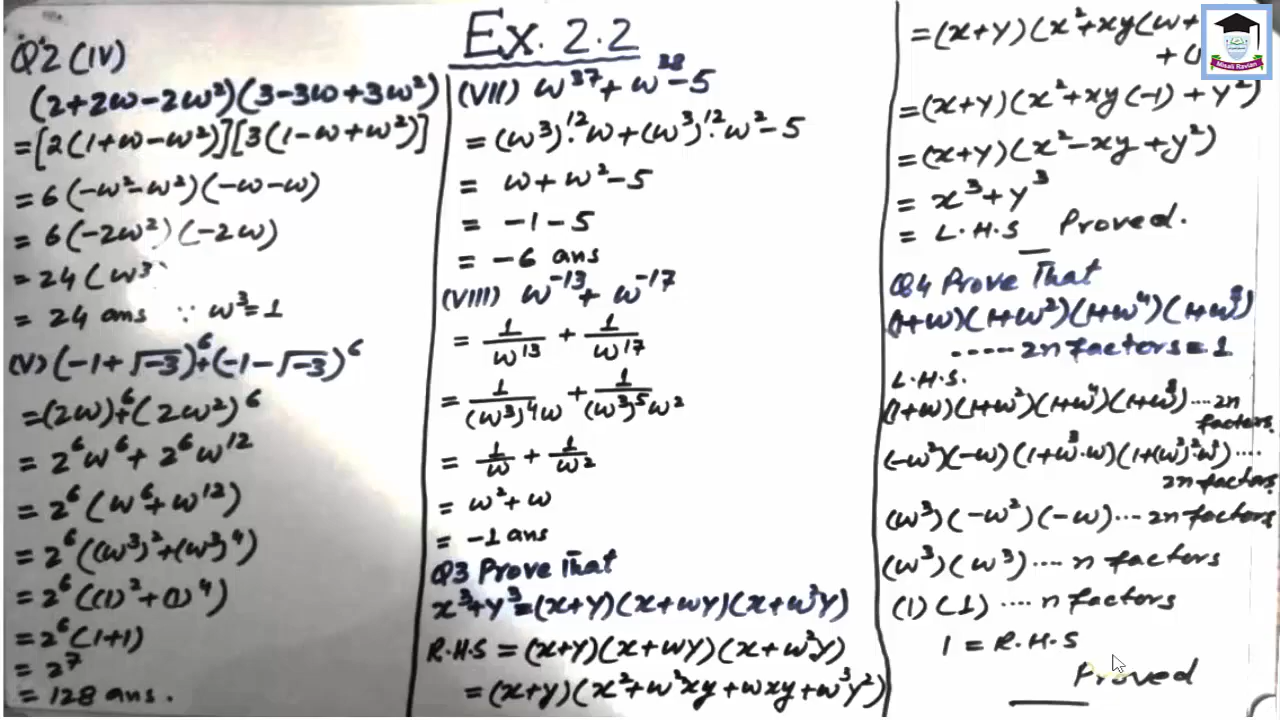 Ex. 2.2
Q2 (IV)
(2+2ω-2ω²)(3-3ω+3ω²)
=[2(1+ω-ω²)][3(1-ω+ω²)]
= 6(-ω²-ω²)(-ω-ω)
= 6(-2ω²)(-2ω)
= 24(ω³
= 24 ans ∵ ω³=1
(V) (-1+√-3)⁶+(-1-√-3)⁶
=(2ω)⁶+(2ω²)⁶
= 2⁶ω⁶+2⁶ω¹²
= 2⁶(ω⁶+ω¹²)
= 2⁶((ω³)²+(ω³)⁴)
= 2⁶((1)²+(1)⁴)
= 2⁶(1+1)
= 2⁷
= 128 ans.
(VII) ω³⁷+ω³⁸-5
= (ω³)¹²·ω+(ω³)¹²·ω²-5
= ω+ω²-5
= -1-5
= -6 ans
(VIII) ω⁻¹³+ω⁻¹⁷
= 1/ω¹³ + 1/ω¹⁷
= 1/(ω³)⁴ω + 1/(ω³)⁵ω²
= 1/ω + 1/ω²
= ω²+ω
= -1 ans
Q3 Prove That
x³+y³=(x+y)(x+ωy)(x+ω²y)
R.H.S = (x+y)(x+ωy)(x+ω²y)
= (x+y)(x²+ω²xy+ωxy+ω³y²)
= (x+y)(x²+xy(ω+
+
= (x+y)(x²+xy(-1)+y²)
= (x+y)(x²-xy+y²)
= x³+y³
= L.H.S Proved.
Q4 Prove That
(1+ω)(1+ω²)(1+ω⁴)(1+ω⁸)
..... 2n factors = 1
L.H.S.
(1+ω)(1+ω²)(1+ω⁴)(1+ω⁸)....2n
factors.
(-ω²)(-ω)(1+ω³.ω)(1+(ω³)².ω²)....
2n factors.
(ω³)(-ω²)(-ω)... 2n factors
(ω³)(ω³).... n factors
(1)(1) .... n factors
1 = R.H.S
Proved
Misali Ravian